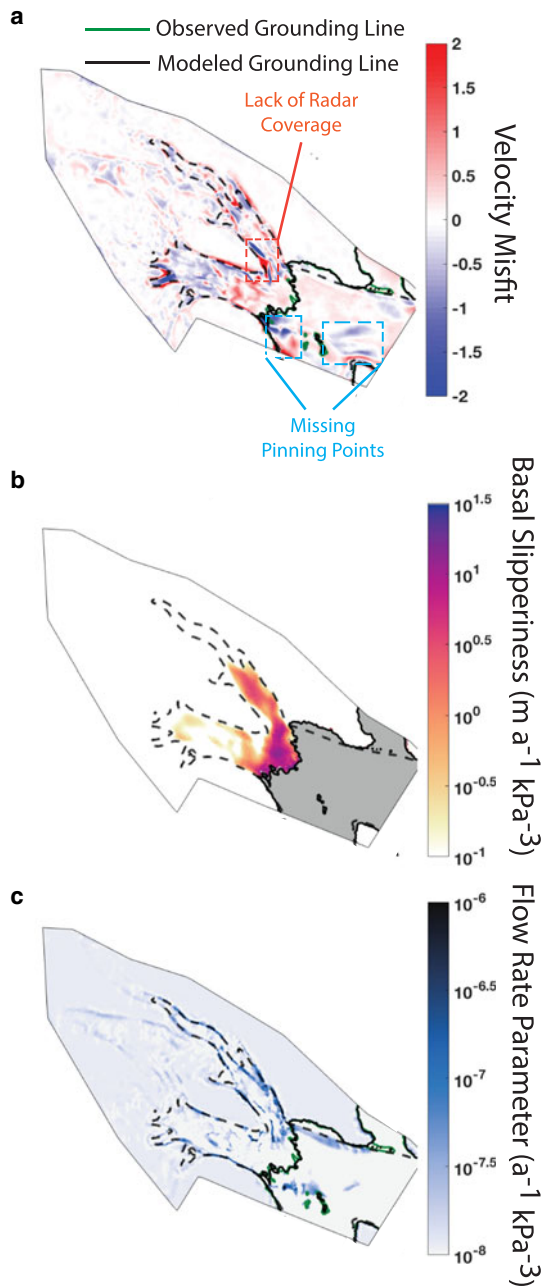 a
Observed Grounding Line
Modeled Grounding Line
Lack of Radar
Coverage
2
1.5
1
0.5
0
-0.5
-1
-1.5
-2
Velocity Misfit
Missing
Pinning Points
b
10^1.5
10^1
10^0.5
10^0
10^-0.5
10^-1
Basal Slipperiness (m a^-1 kPa^-3)
c
10^-6
10^-6.5
10^-7
10^-7.5
10^-8
Flow Rate Parameter (a^-1 kPa^-3)